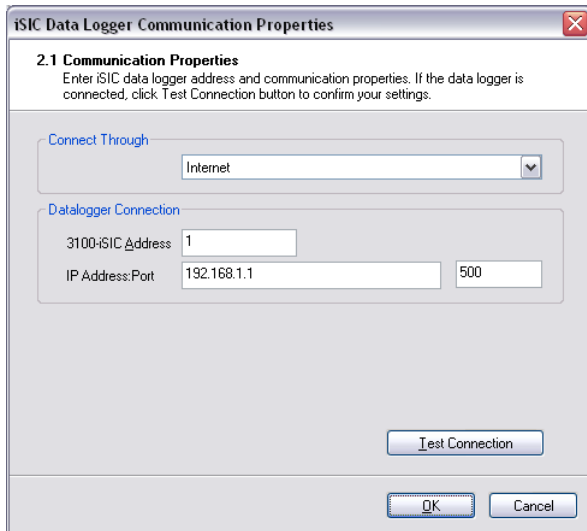 iSIC Data Logger Communication Properties
2.1 Communication Properties
Enter iSIC data logger address and communication properties. If the data logger is
connected, click Test Connection button to confirm your settings.
Connect Through
Internet
Datalogger Connection
3100-iSIC Address 1
IP Address:Port 192.168.1.1 500
Test Connection
OK Cancel